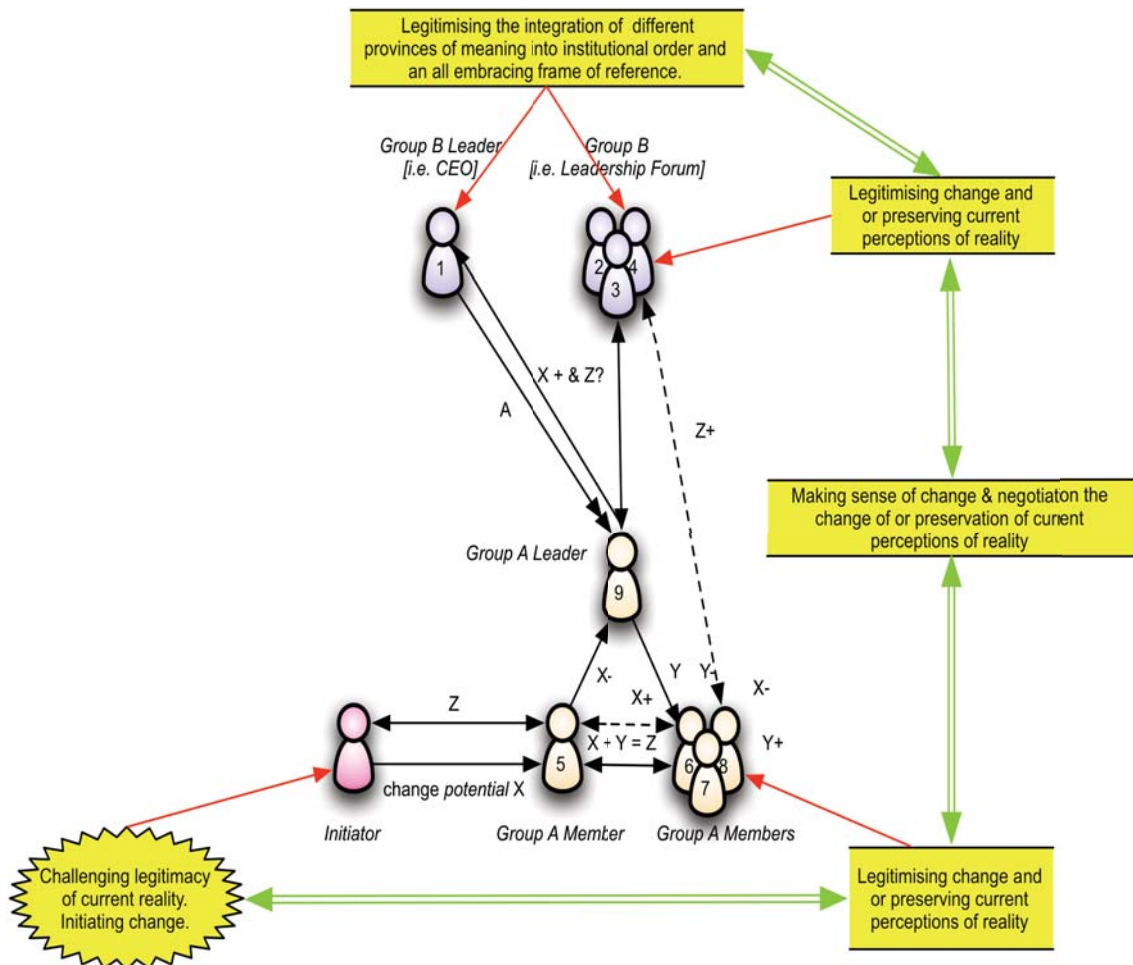 Legitimising the integration of different
provinces of meaning into institutional order and
an all embracing frame of reference.
Group B Leader
[i.e. CEO]
Group B
[i.e. Leadership Forum]
Legitimising change and
or preserving current
perceptions of reality
1
2
4
3
X + & Z?
A
Z+
Making sense of change & negotiaton the
change of or preservation of current
perceptions of reality
Group A Leader
9
X-
Y
Y-
X-
X+
Z
X + Y = Z
Y+
5
6
8
7
change potential X
Initiator
Group A Member
Group A Members
Challenging legitimacy
of current reality.
Initiating change.
Legitimising change and
or preserving current
perceptions of reality